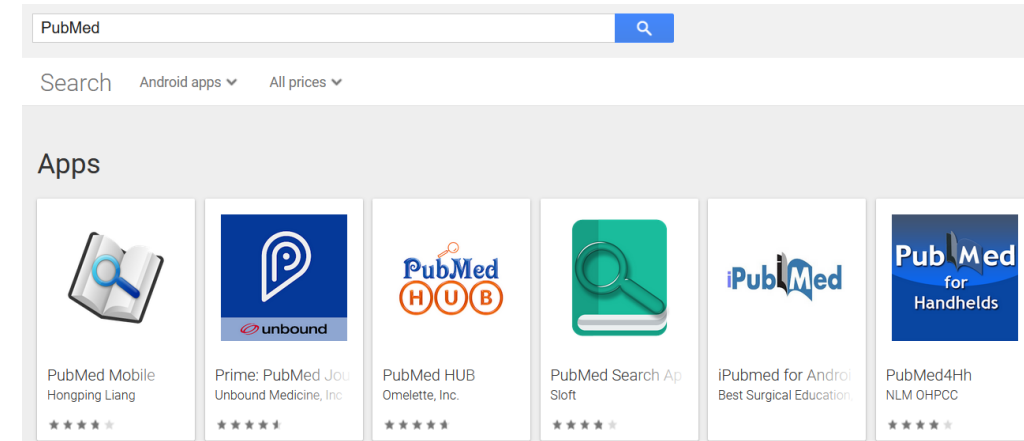 PubMed
Search Android apps All prices
Apps
unbound
PubMed
HUB
iPubMed
PubMed
for
Handhelds
PubMed Mobile
Hongping Liang
Prime: PubMed Jou
Unbound Medicine, Inc
PubMed HUB
Omelette, Inc.
PubMed Search Ap
Sloft
iPubmed for Androi
Best Surgical Education
PubMed4Hh
NLM OHPCC